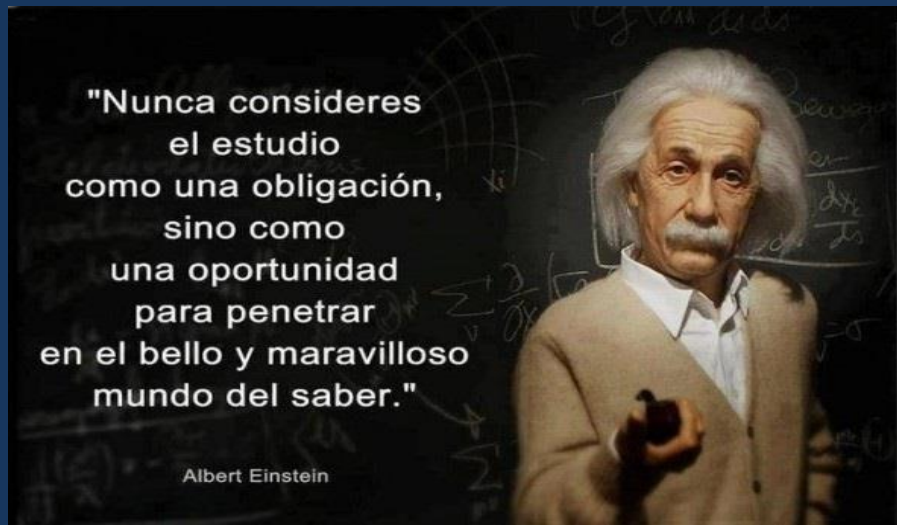 "Nunca consideres
el estudio
como una obligación,
sino como
una oportunidad
para penetrar
en el bello y maravilloso
mundo del saber."
Albert Einstein